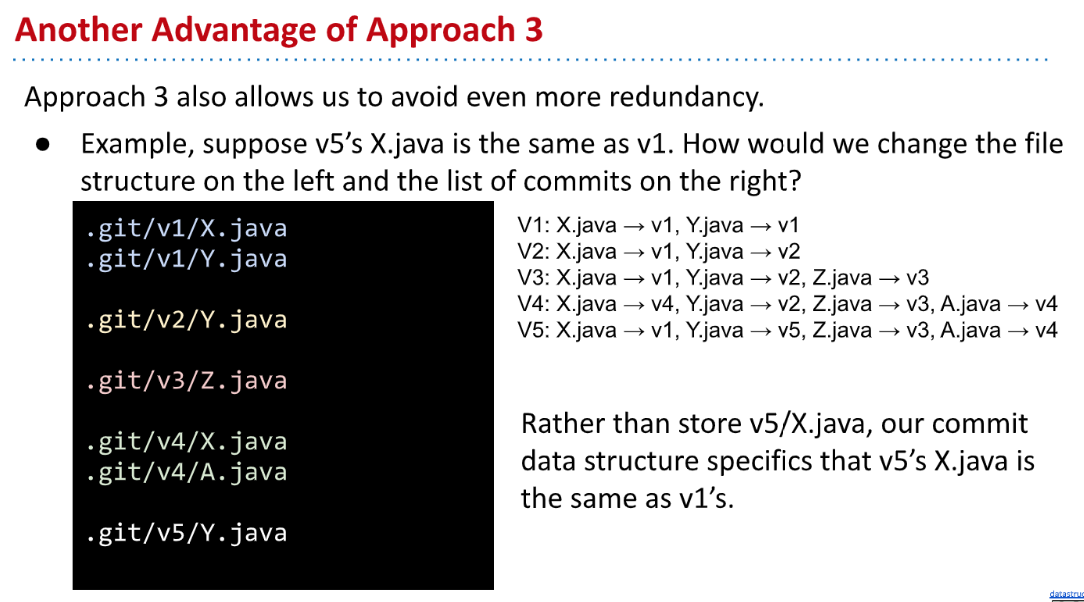 Another Advantage of Approach 3
Approach 3 also allows us to avoid even more redundancy.
● Example, suppose v5’s X.java is the same as v1. How would we change the file
structure on the left and the list of commits on the right?
.git/v1/X.java
.git/v1/Y.java
.git/v2/Y.java
.git/v3/Z.java
.git/v4/X.java
.git/v4/A.java
.git/v5/Y.java
V1: X.java → v1, Y.java → v1
V2: X.java → v1, Y.java → v2
V3: X.java → v1, Y.java → v2, Z.java → v3
V4: X.java → v4, Y.java → v2, Z.java → v3, A.java → v4
V5: X.java → v1, Y.java → v5, Z.java → v3, A.java → v4
Rather than store v5/X.java, our commit
data structure specifics that v5’s X.java is
the same as v1’s.